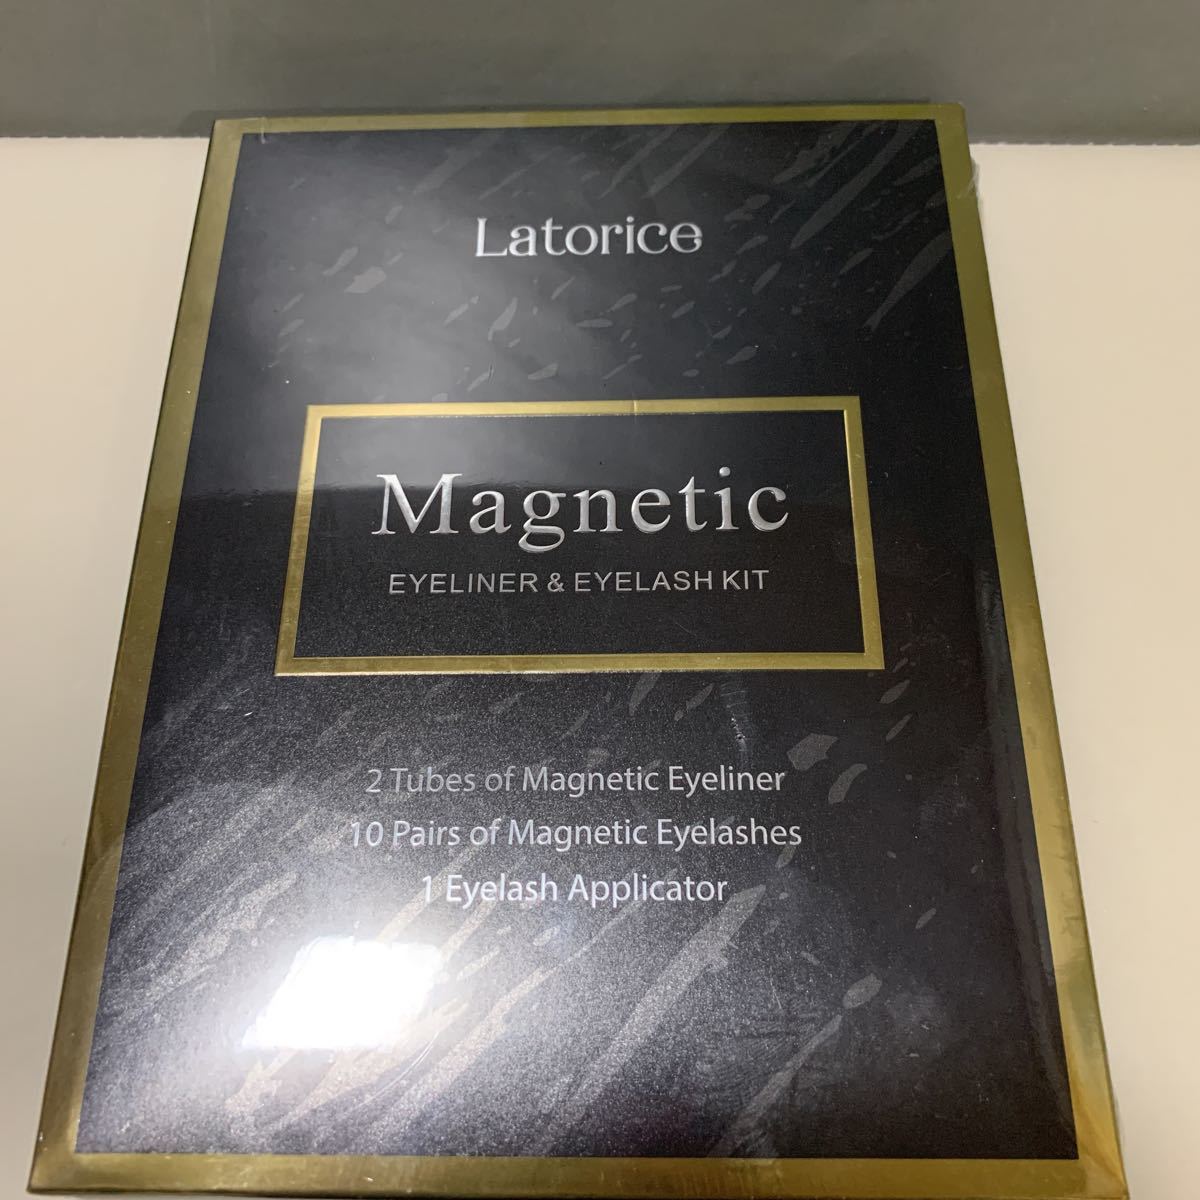 Latorice
Magnetic
EYELINER & EYELASH KIT
2 Tubes of Magnetic Eyeliner
10 Pairs of Magnetic Eyelashes
1 Eyelash Applicator